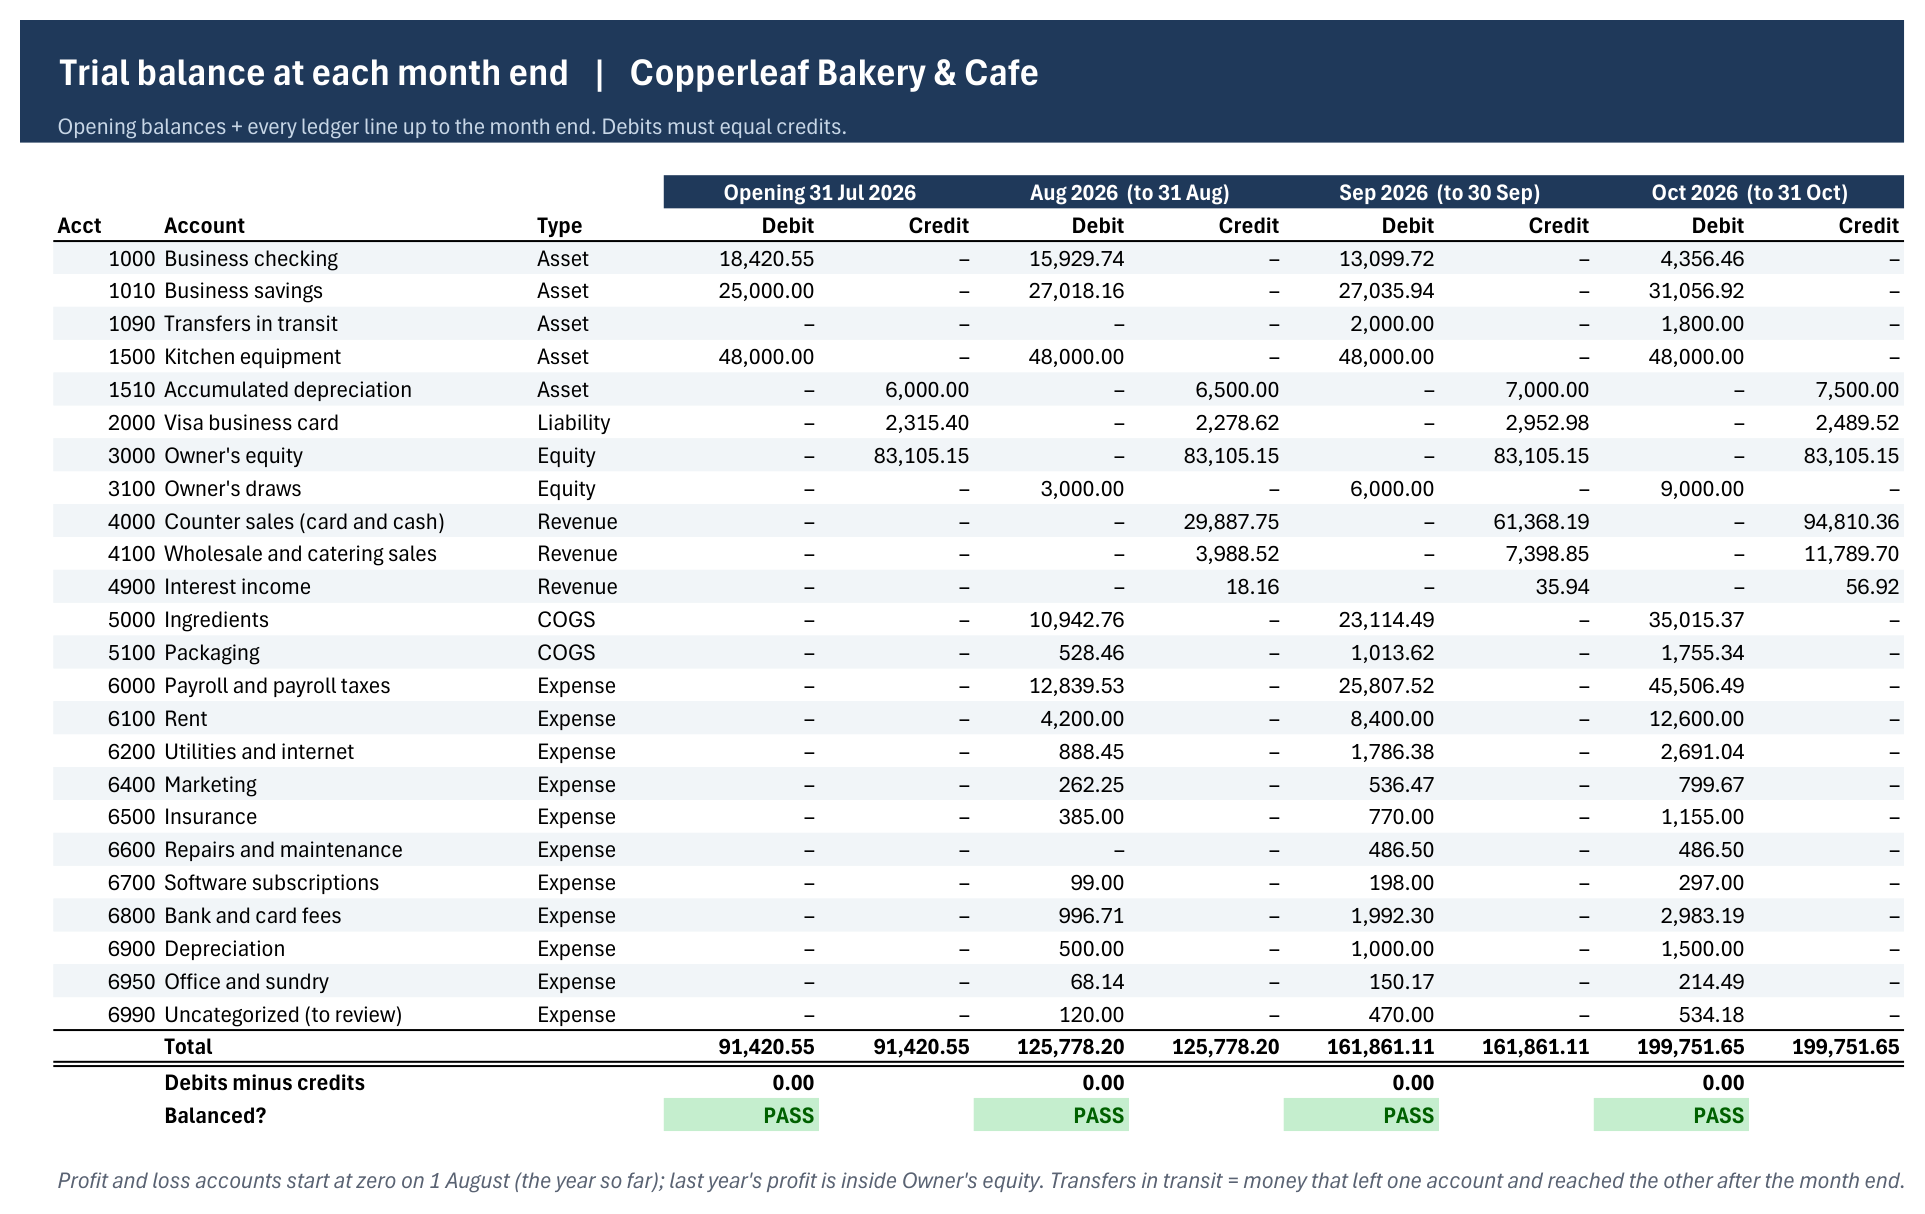 Trial balance at each month end | Copperleaf Bakery & Cafe
Opening balances + every ledger line up to the month end. Debits must equal credits.
Opening 31 Jul 2026 Aug 2026 (to 31 Aug) Sep 2026 (to 30 Sep) Oct 2026 (to 31 Oct)
Acct Account Type Debit Credit Debit Credit Debit Credit Debit Credit
1000 Business checking Asset 18,420.55 – 15,929.74 – 13,099.72 – 4,356.46 –
1010 Business savings Asset 25,000.00 – 27,018.16 – 27,035.94 – 31,056.92 –
1090 Transfers in transit Asset – – – – 2,000.00 – 1,800.00 –
1500 Kitchen equipment Asset 48,000.00 – 48,000.00 – 48,000.00 – 48,000.00 –
1510 Accumulated depreciation Asset – 6,000.00 – 6,500.00 – 7,000.00 – 7,500.00
2000 Visa business card Liability – 2,315.40 – 2,278.62 – 2,952.98 – 2,489.52
3000 Owner's equity Equity – 83,105.15 – 83,105.15 – 83,105.15 – 83,105.15
3100 Owner's draws Equity – – 3,000.00 – 6,000.00 – 9,000.00 –
4000 Counter sales (card and cash) Revenue – – – 29,887.75 – 61,368.19 – 94,810.36
4100 Wholesale and catering sales Revenue – – – 3,988.52 – 7,398.85 – 11,789.70
4900 Interest income Revenue – – – 18.16 – 35.94 – 56.92
5000 Ingredients COGS – – 10,942.76 – 23,114.49 – 35,015.37 –
5100 Packaging COGS – – 528.46 – 1,013.62 – 1,755.34 –
6000 Payroll and payroll taxes Expense – – 12,839.53 – 25,807.52 – 45,506.49 –
6100 Rent Expense – – 4,200.00 – 8,400.00 – 12,600.00 –
6200 Utilities and internet Expense – – 888.45 – 1,786.38 – 2,691.04 –
6400 Marketing Expense – – 262.25 – 536.47 – 799.67 –
6500 Insurance Expense – – 385.00 – 770.00 – 1,155.00 –
6600 Repairs and maintenance Expense – – – – 486.50 – 486.50 –
6700 Software subscriptions Expense – – 99.00 – 198.00 – 297.00 –
6800 Bank and card fees Expense – – 996.71 – 1,992.30 – 2,983.19 –
6900 Depreciation Expense – – 500.00 – 1,000.00 – 1,500.00 –
6950 Office and sundry Expense – – 68.14 – 150.17 – 214.49 –
6990 Uncategorized (to review) Expense – – 120.00 – 470.00 – 534.18 –
Total 91,420.55 91,420.55 125,778.20 125,778.20 161,861.11 161,861.11 199,751.65 199,751.65
Debits minus credits 0.00 0.00 0.00 0.00
Balanced? PASS PASS PASS PASS
Profit and loss accounts start at zero on 1 August (the year so far); last year's profit is inside Owner's equity. Transfers in transit = money that left one account and reached the other after the month end.